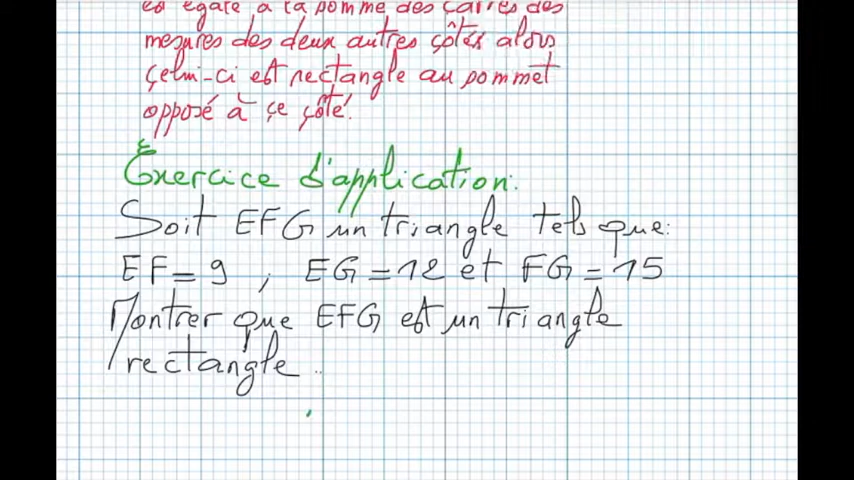 est égale à la somme des carrés des
mesures des deux autres côtés alors
celui-ci est rectangle au sommet
opposé à ce côté.
Exercice d'application:
Soit EFG un triangle tels que:
EF=9 , EG=12 et FG=15
Montrer que EFG est un triangle
rectangle.